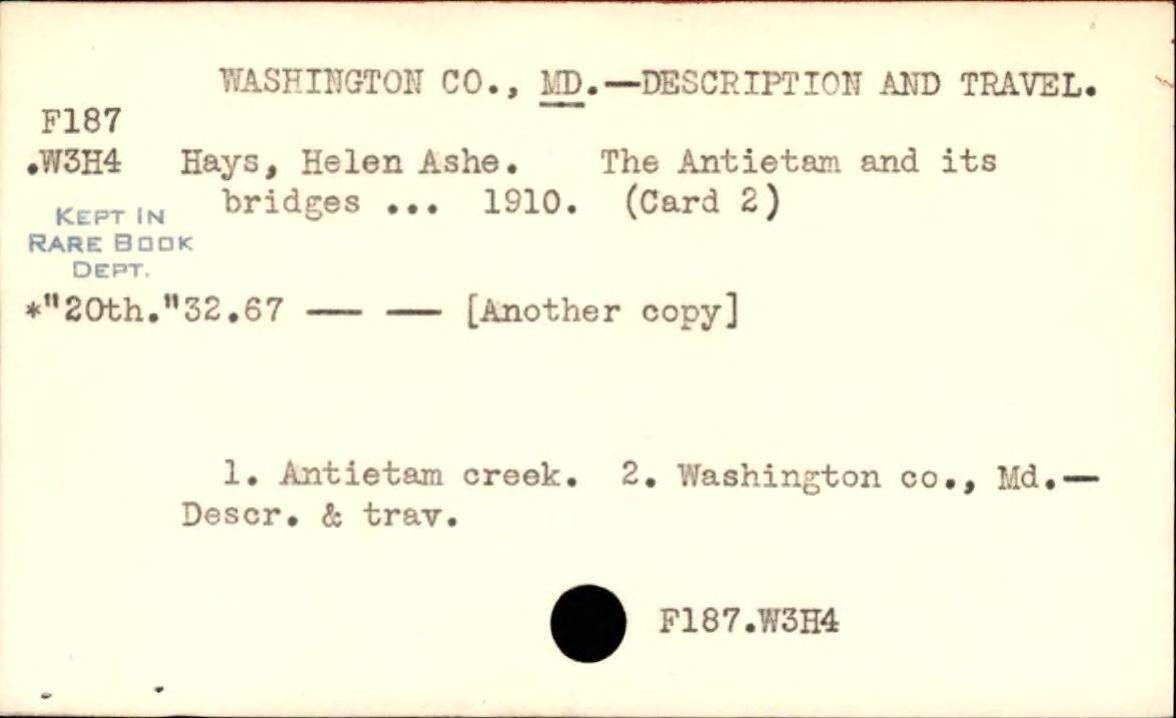 WASHINGTON CO., MD.—DESCRIPTION AND TRAVEL.
F187
.W3H4 Hays, Helen Ashe. The Antietam and its
bridges ... 1910. (Card 2)
KEPT IN
RARE BOOK
DEPT.
*"20th."32.67 — — [Another copy]
1. Antietam creek. 2. Washington co., Md.—
Descr. & trav.
F187.W3H4